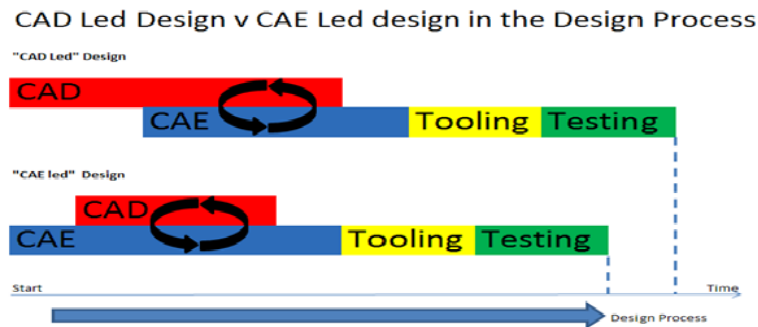 CAD Led Design v CAE Led design in the Design Process
"CAD Led" Design
CAD
CAE Tooling Testing
"CAE led" Design
CAD
CAE Tooling Testing
Start Time
Design Process